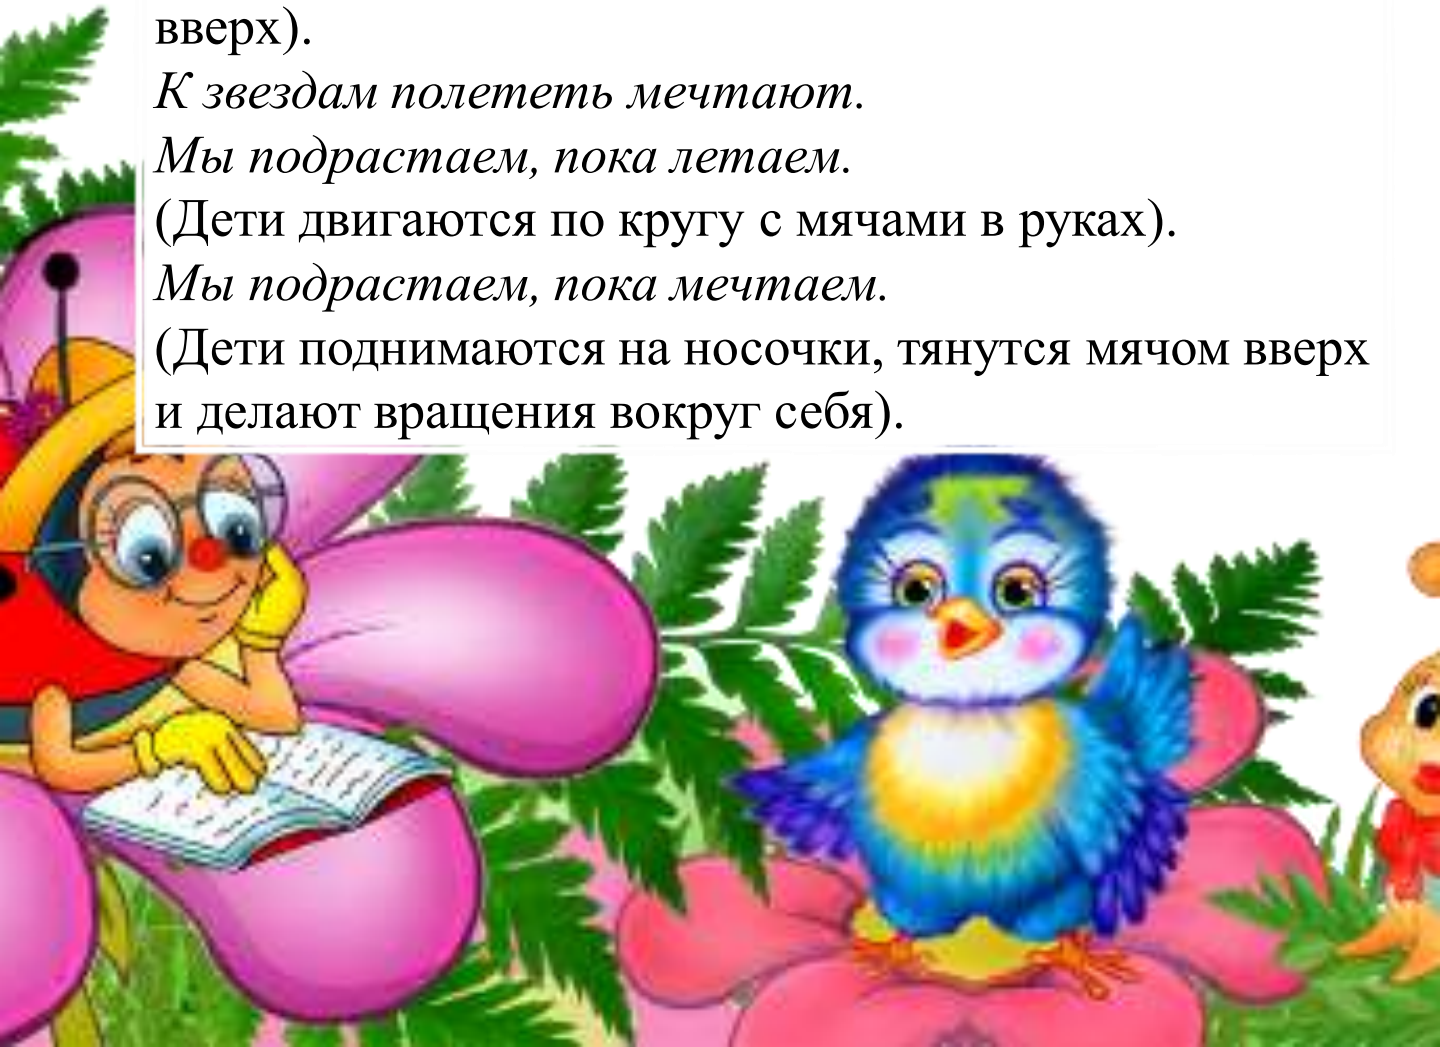 вверх).
К звездам полететь мечтают.
Мы подрастаем, пока летаем.
(Дети двигаются по кругу с мячами в руках).
Мы подрастаем, пока мечтаем.
(Дети поднимаются на носочки, тянутся мячом вверх
и делают вращения вокруг себя).